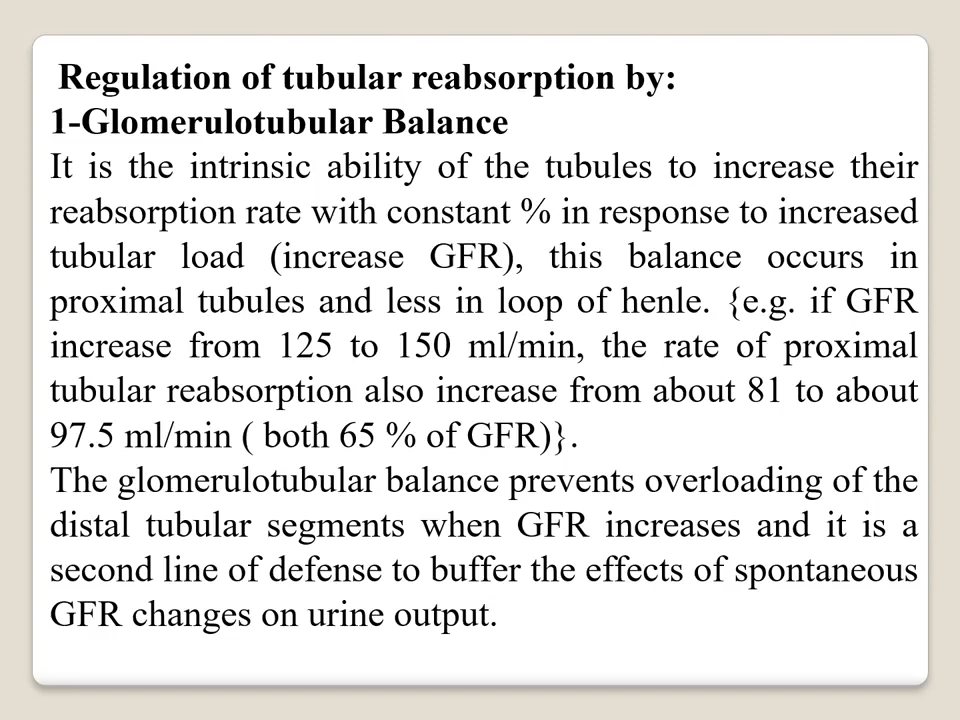 Regulation of tubular reabsorption by:
1-Glomerulotubular Balance
It is the intrinsic ability of the tubules to increase their
reabsorption rate with constant % in response to increased
tubular load (increase GFR), this balance occurs in
proximal tubules and less in loop of henle. {e.g. if GFR
increase from 125 to 150 ml/min, the rate of proximal
tubular reabsorption also increase from about 81 to about
97.5 ml/min ( both 65 % of GFR)}.
The glomerulotubular balance prevents overloading of the
distal tubular segments when GFR increases and it is a
second line of defense to buffer the effects of spontaneous
GFR changes on urine output.